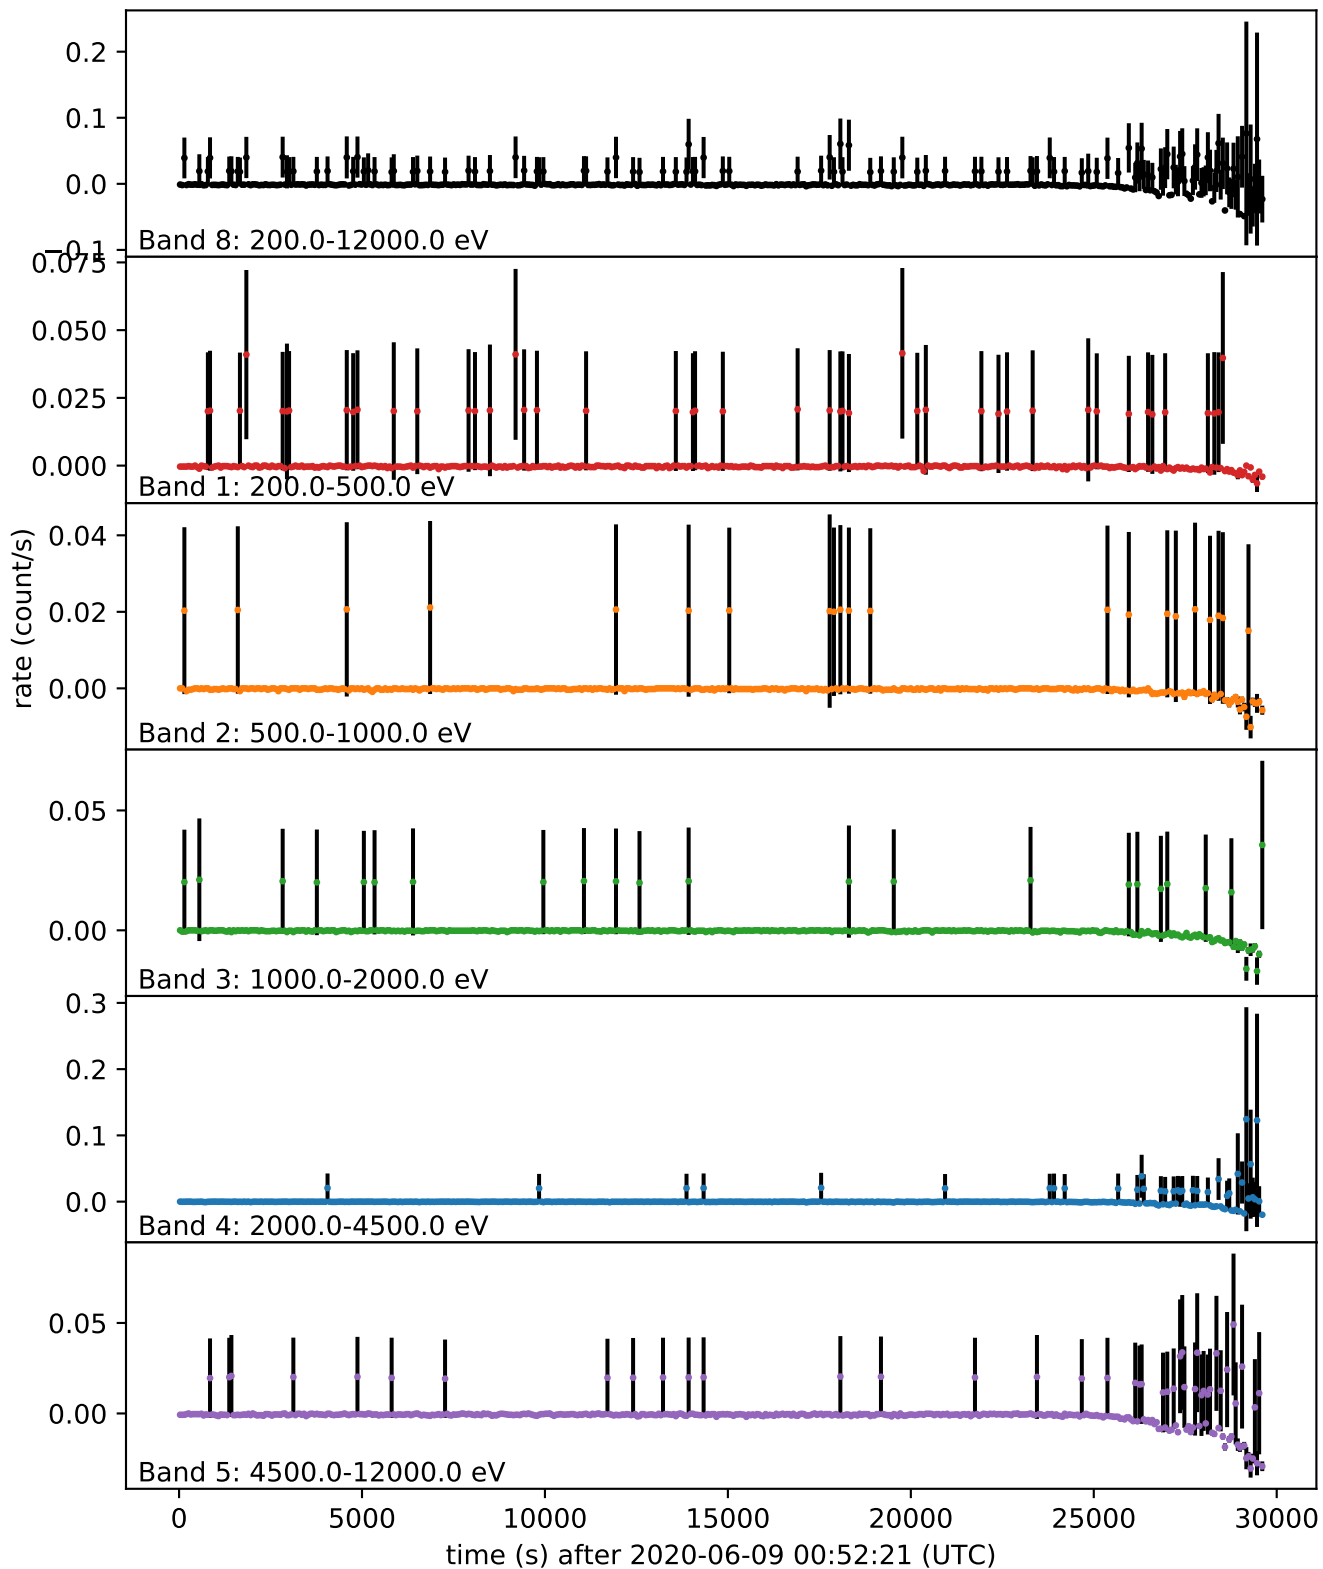 0.2
0.1
0.0
−0.1
Band 8: 200.0-12000.0 eV
0.075
0.050
0.025
0.000
Band 1: 200.0-500.0 eV
rate (count/s)
0.04
0.02
0.00
Band 2: 500.0-1000.0 eV
0.05
0.00
Band 3: 1000.0-2000.0 eV
0.3
0.2
0.1
0.0
Band 4: 2000.0-4500.0 eV
0.05
0.00
Band 5: 4500.0-12000.0 eV
0 5000 10000 15000 20000 25000 30000
time (s) after 2020-06-09 00:52:21 (UTC)